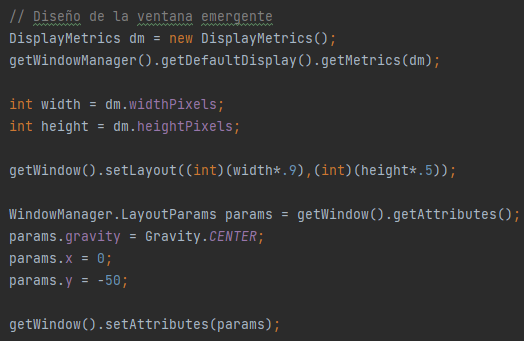 // Diseño de la ventana emergente
DisplayMetrics dm = new DisplayMetrics();
getWindowManager().getDefaultDisplay().getMetrics(dm);
int width = dm.widthPixels;
int height = dm.heightPixels;
getWindow().setLayout((int)(width*.9),(int)(height*.5));
WindowManager.LayoutParams params = getWindow().getAttributes();
params.gravity = Gravity.CENTER;
params.x = 0;
params.y = -50;
getWindow().setAttributes(params);